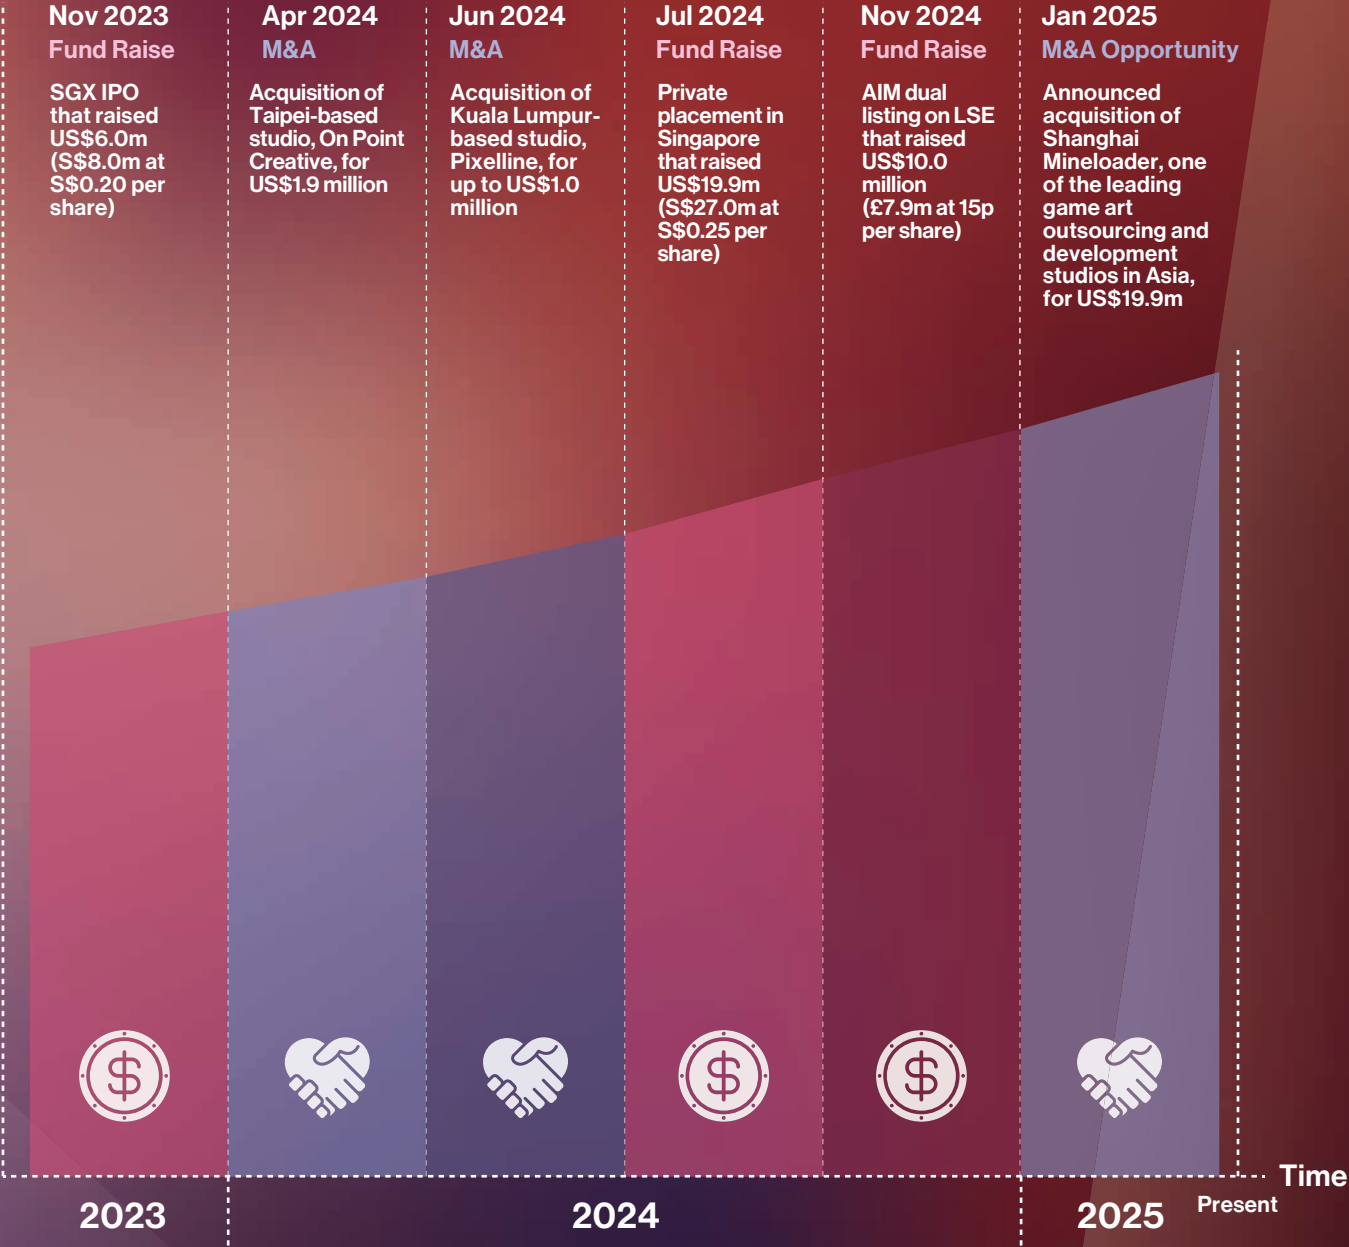 Nov 2023
Fund Raise
SGX IPO
that raised
US$6.0m
(S$8.0m at
S$0.20 per
share)
Apr 2024
M&A
Acquisition of
Taipei-based
studio, On Point
Creative, for
US$1.9 million
Jun 2024
M&A
Acquisition of
Kuala Lumpur-
based studio,
Pixelline, for
up to US$1.0
million
Jul 2024
Fund Raise
Private
placement in
Singapore
that raised
US$19.9m
(S$27.0m at
S$0.25 per
share)
Nov 2024
Fund Raise
AIM dual
listing on LSE
that raised
US$10.0
million
(£7.9m at 15p
per share)
Jan 2025
M&A Opportunity
Announced
acquisition of
Shanghai
Mineloader, one
of the leading
game art
outsourcing and
development
studios in Asia,
for US$19.9m
$
$
$
Time
2023
2024
2025
Present